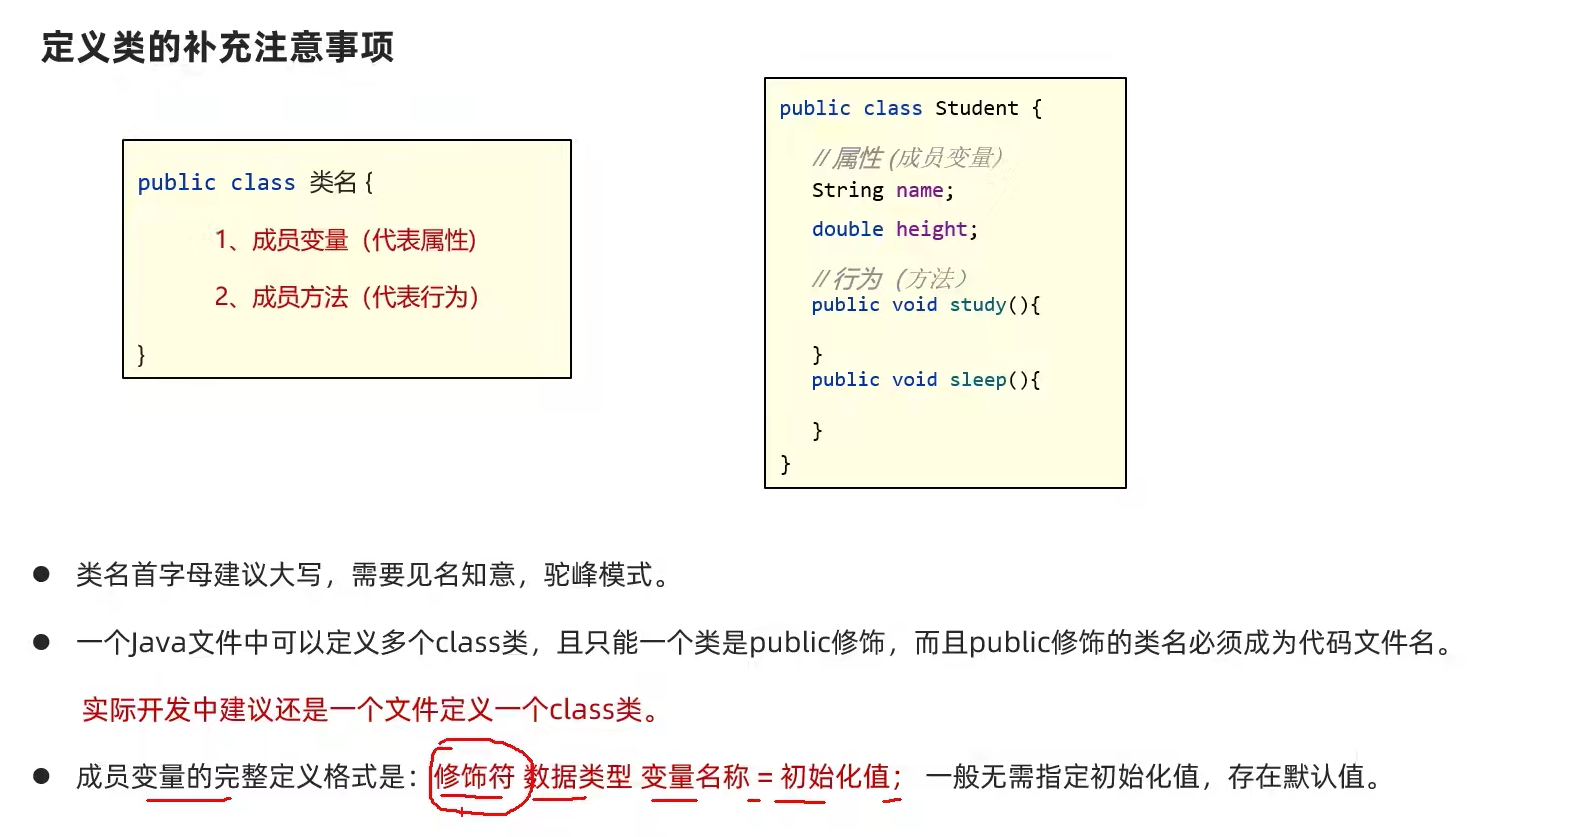 定义类的补充注意事项
public class 类名 {
1、成员变量（代表属性)
2、成员方法（代表行为）
}
public class Student {
//属性 (成员变量）
String name;
double height;
//行为（方法）
public void study(){
}
public void sleep(){
}
}
● 类名首字母建议大写，需要见名知意，驼峰模式。
● 一个Java文件中可以定义多个class类，且只能一个类是public修饰，而且public修饰的类名必须成为代码文件名。
实际开发中建议还是一个文件定义一个class类。
● 成员变量的完整定义格式是：修饰符 数据类型 变量名称 = 初始化值； 一般无需指定初始化值，存在默认值。